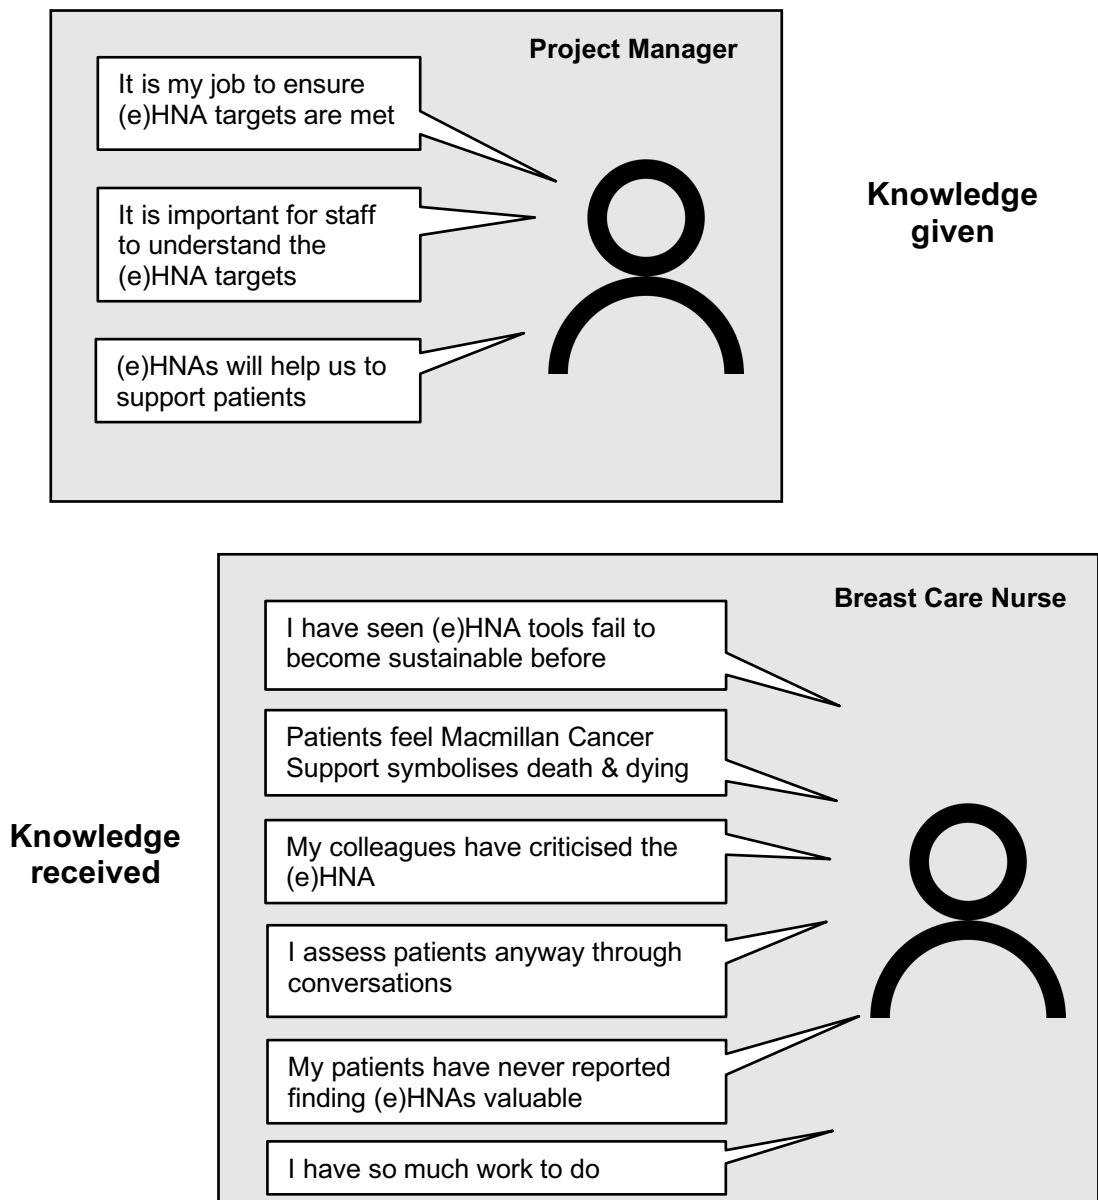 Project Manager
It is my job to ensure
(e)HNA targets are met
It is important for staff
to understand the
(e)HNA targets
(e)HNAs will help us to
support patients
Knowledge
given
Breast Care Nurse
I have seen (e)HNA tools fail to
become sustainable before
Patients feel Macmillan Cancer
Support symbolises death & dying
My colleagues have criticised the
(e)HNA
I assess patients anyway through
conversations
My patients have never reported
finding (e)HNAs valuable
I have so much work to do
Knowledge
received